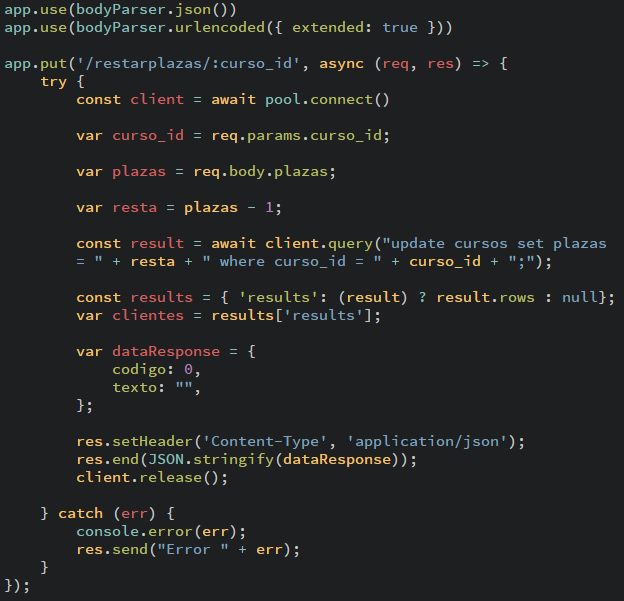 app.use(bodyParser.json())
app.use(bodyParser.urlencoded({ extended: true }))

app.put('/restarplazas/:curso_id', async (req, res) => {
    try {
        const client = await pool.connect()

        var curso_id = req.params.curso_id;

        var plazas = req.body.plazas;

        var resta = plazas - 1;

        const result = await client.query("update cursos set plazas
        = " + resta + " where curso_id = " + curso_id + ";");

        const results = { 'results': (result) ? result.rows : null};
        var clientes = results['results'];

        var dataResponse = {
            codigo: 0,
            texto: "",
        };

        res.setHeader('Content-Type', 'application/json');
        res.end(JSON.stringify(dataResponse));
        client.release();

    } catch (err) {
        console.error(err);
        res.send("Error " + err);
    }
});